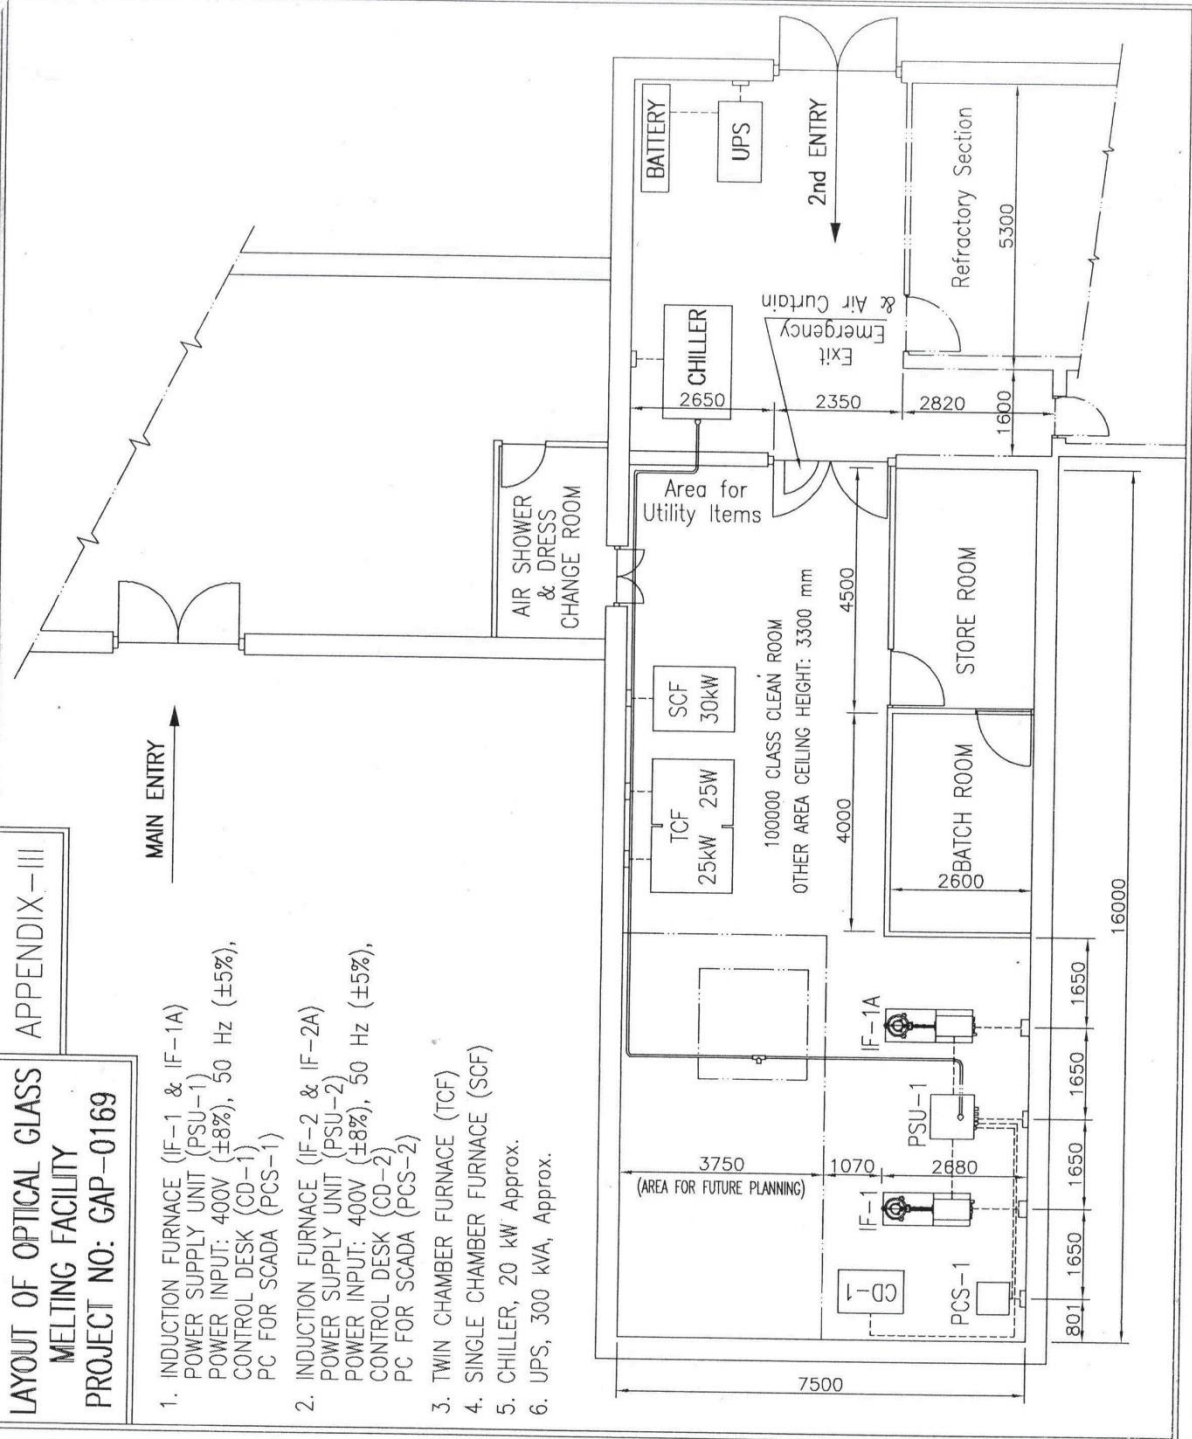 LAYOUT OF OPTICAL GLASS
MELTING FACILITY
PROJECT NO: GAP-0169
APPENDIX-III
1. INDUCTION FURNACE (IF-1 & IF-1A)
POWER SUPPLY UNIT (PSU-1)
POWER INPUT: 400V (±8%), 50 Hz (±5%),
CONTROL DESK (CD-1)
PC FOR SCADA (PCS-1)
2. INDUCTION FURNACE (IF-2 & IF-2A)
POWER SUPPLY UNIT (PSU-2)
POWER INPUT: 400V (±8%), 50 Hz (±5%),
CONTROL DESK (CD-2)
PC FOR SCADA (PCS-2)
3. TWIN CHAMBER FURNACE (TCF)
4. SINGLE CHAMBER FURNACE (SCF)
5. CHILLER, 20 kW Approx.
6. UPS, 300 kVA, Approx.
MAIN ENTRY
AIR SHOWER
& DRESS
CHANGE ROOM
BATTERY
UPS
2nd ENTRY
CHILLER
Exit
Emergency
& Air Curtain
Refractory Section
5300
2650
2350
2820
1600
Area for
Utility Items
SCF
30kW
TCF
25kW 25W
100000 CLASS CLEAN ROOM
OTHER AREA CEILING HEIGHT: 3300 mm
4000
4500
STORE ROOM
BATCH ROOM
2600
3750
(AREA FOR FUTURE PLANNING)
1070
2680
IF-1A
PSU-1
IF-1
CD-1
PCS-1
801
1650
1650
1650
1650
16000
7500